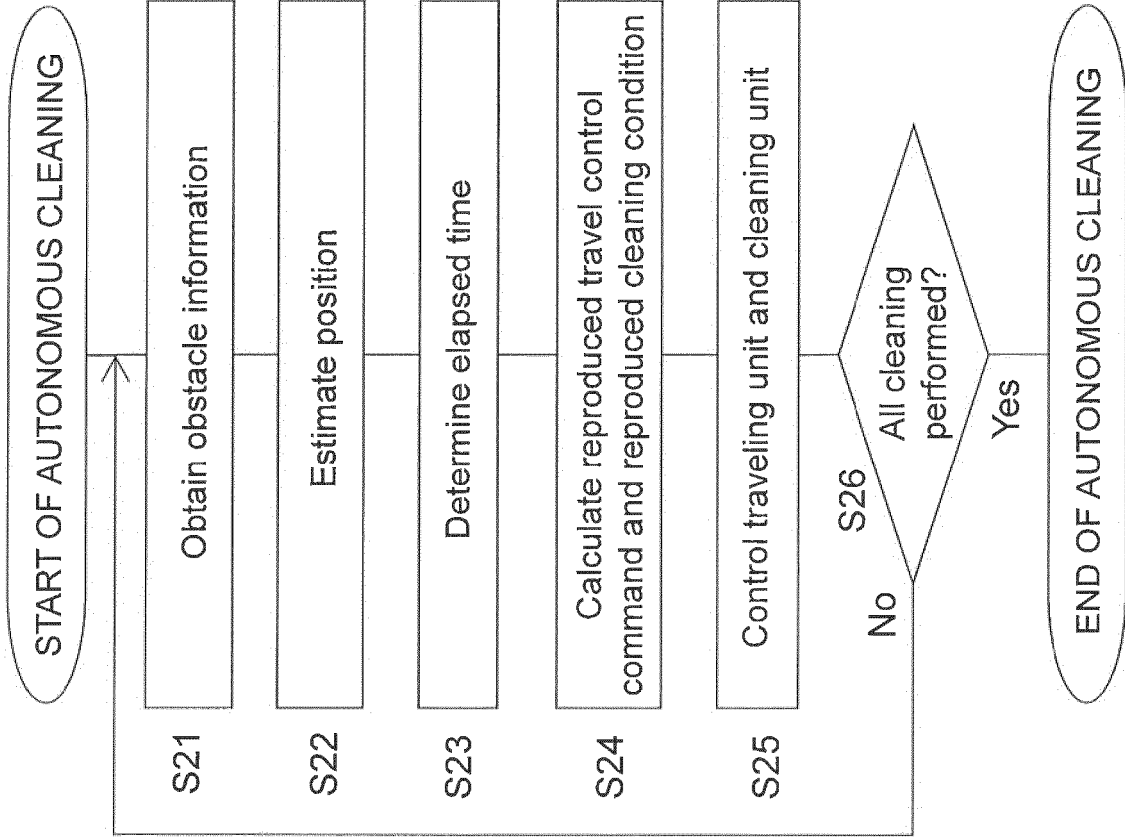 START OF AUTONOMOUS CLEANING
S21
Obtain obstacle information
S22
Estimate position
S23
Determine elapsed time
S24
Calculate reproduced travel control
command and reproduced cleaning condition
S25
Control traveling unit and cleaning unit
S26
All cleaning
performed?
No
Yes
END OF AUTONOMOUS CLEANING